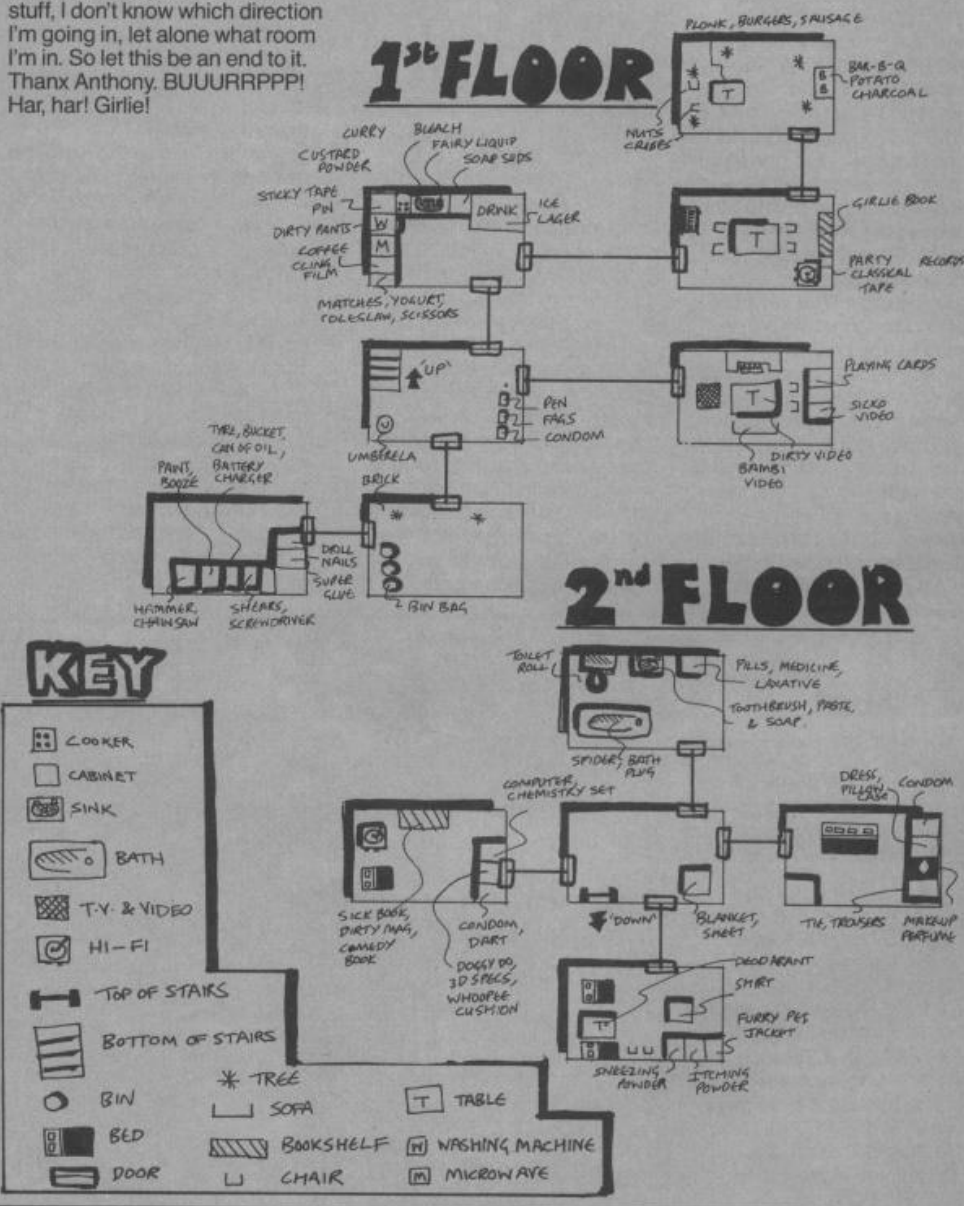 stuff, I don't know which direction
I'm going in, let alone what room
I'm in. So let this be an end to it.
Thanx Anthony. BUUURRPPP!
Har, har! Girlie!
1st FLOOR
PLONK, BURGERS, SAUSAGE
BAR-B-Q
POTATO
CHARCOAL
B
B
T
NUTS
CRABES
CURRY
BLEACH
FAIRY LIQUIP
SOAP SUDS
CUSTARD
POWDER
STICKY TAPE
PIN
DIRTY PANTS
COFFEE
CLING
FILM
W
M
DRINK
ICE
LAGER
MATCHES, YOGURT,
COLESLAW, SCISSORS
GIRLIE BOOK
T
PARTY RECORDS
CLASSICAL
TAPE
'UP'
PEN
FAGS
CONDOM
UMBERELA
PLAYING CARDS
T
SICKO
VIDEO
DIRTY VIDEO
BAMBI
VIDEO
TYRE, BUCKET,
CAN OF OIL,
BATTERY
CHARGER
PAINT,
BOOZE
BRICK
DRILL
NAILS
SUPER
GLUE
HAMMER,
CHAINSAW
SHEARS,
SCREWDRIVER
BIN BAG
2nd FLOOR
TOILET
ROLL
PILLS, MEDICINE,
LAXATIVE
TOOTHBRUSH, PASTE,
& SOAP.
SPIDER, BATH
PLUG
COMPUTER,
CHEMISTRY SET
DRESS,
PILLOW
CASE
CONDOM
SICK BOOK,
DIRTY MAG,
COMEDY
BOOK
CONDOM,
DART
DOGGY DO,
3D SPECS,
WHOOPEE
CUSHION
'DOWN'
BLANKET,
SHEET
TIE, TROUSERS
MAKEUP
PERFUME
DEODARANT
SHIRT
FURRY PES
JACKET
T
SNEEZING
POWDER
ITCHING
POWDER
KEY
COOKER
CABINET
SINK
BATH
T.V. & VIDEO
HI-FI
TOP OF STAIRS
BOTTOM OF STAIRS
BIN
BED
DOOR
TREE
SOFA
BOOKSHELF
CHAIR
T TABLE
W WASHING MACHINE
M MICROWAVE